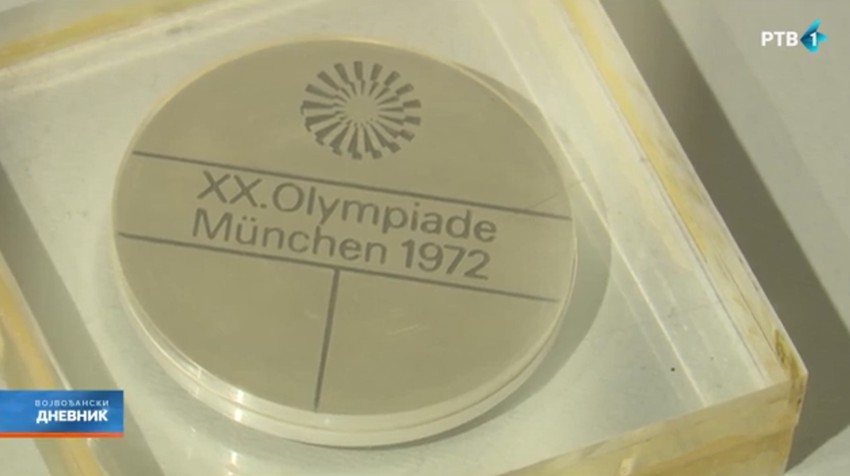 РТВ 1
XX. Olympiade
München 1972
ВОЈВОЂАНСКИ
ДНЕВНИК